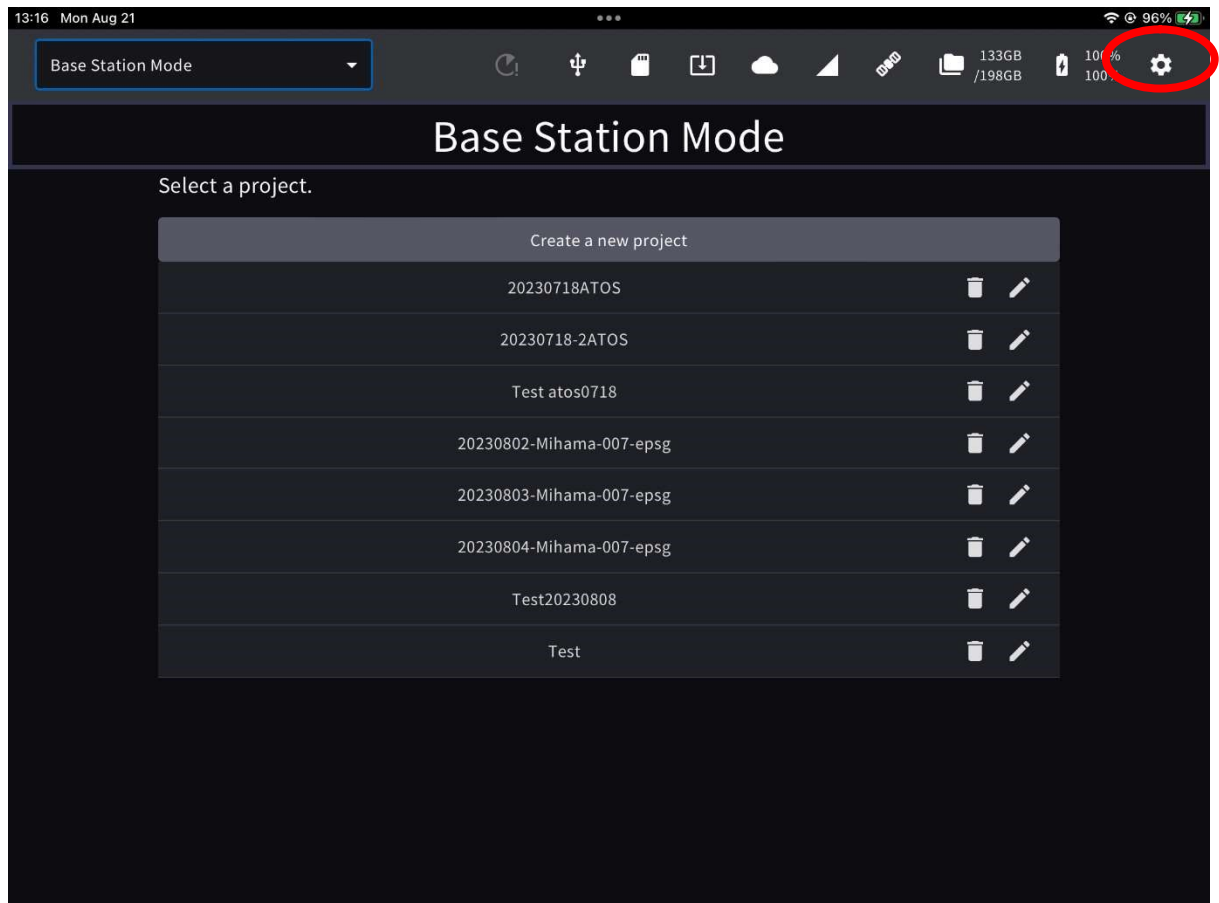 13:16 Mon Aug 21
96%
Base Station Mode
133GB
/198GB
100%
100%
Base Station Mode
Select a project.
Create a new project
20230718ATOS
20230718-2ATOS
Test atos0718
20230802-Mihama-007-epsg
20230803-Mihama-007-epsg
20230804-Mihama-007-epsg
Test20230808
Test